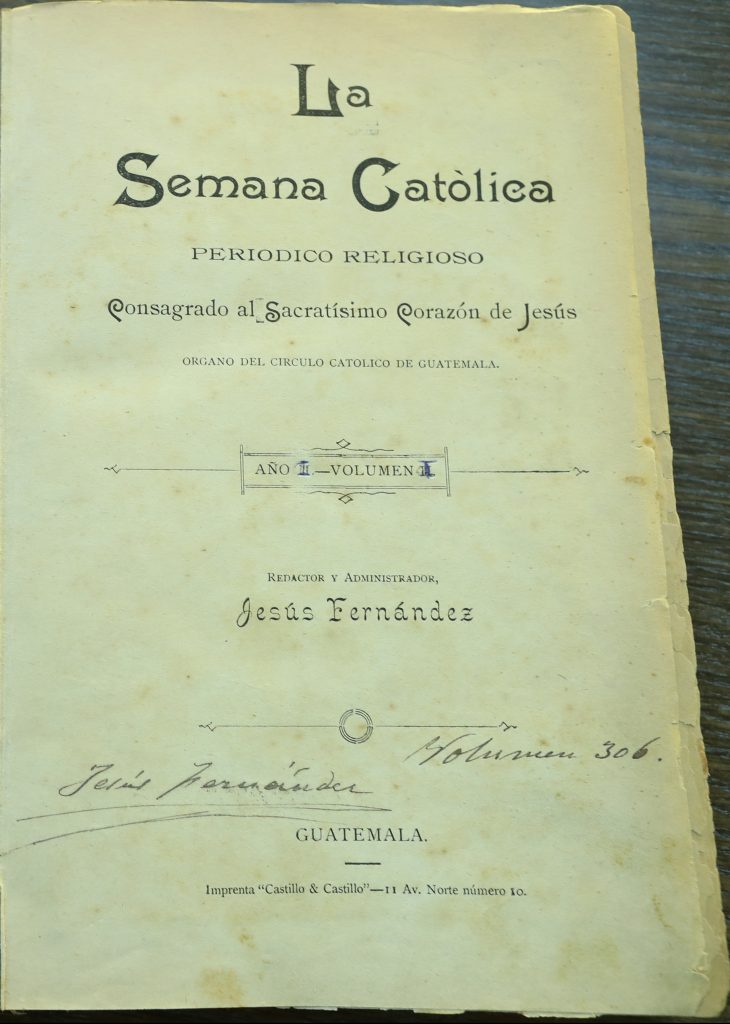 La
Semana Catòlica
PERIODICO RELIGIOSO
Consagrado al Sacratísimo Corazón de Jesús
ORGANO DEL CIRCULO CATOLICO DE GUATEMALA.
AÑO .—VOLUMEN
REDACTOR Y ADMINISTRADOR,
Jesús Fernández
Volumen 306.
Jesús Fernández
GUATEMALA.
Imprenta "Castillo & Castillo"—11 Av. Norte número 10.